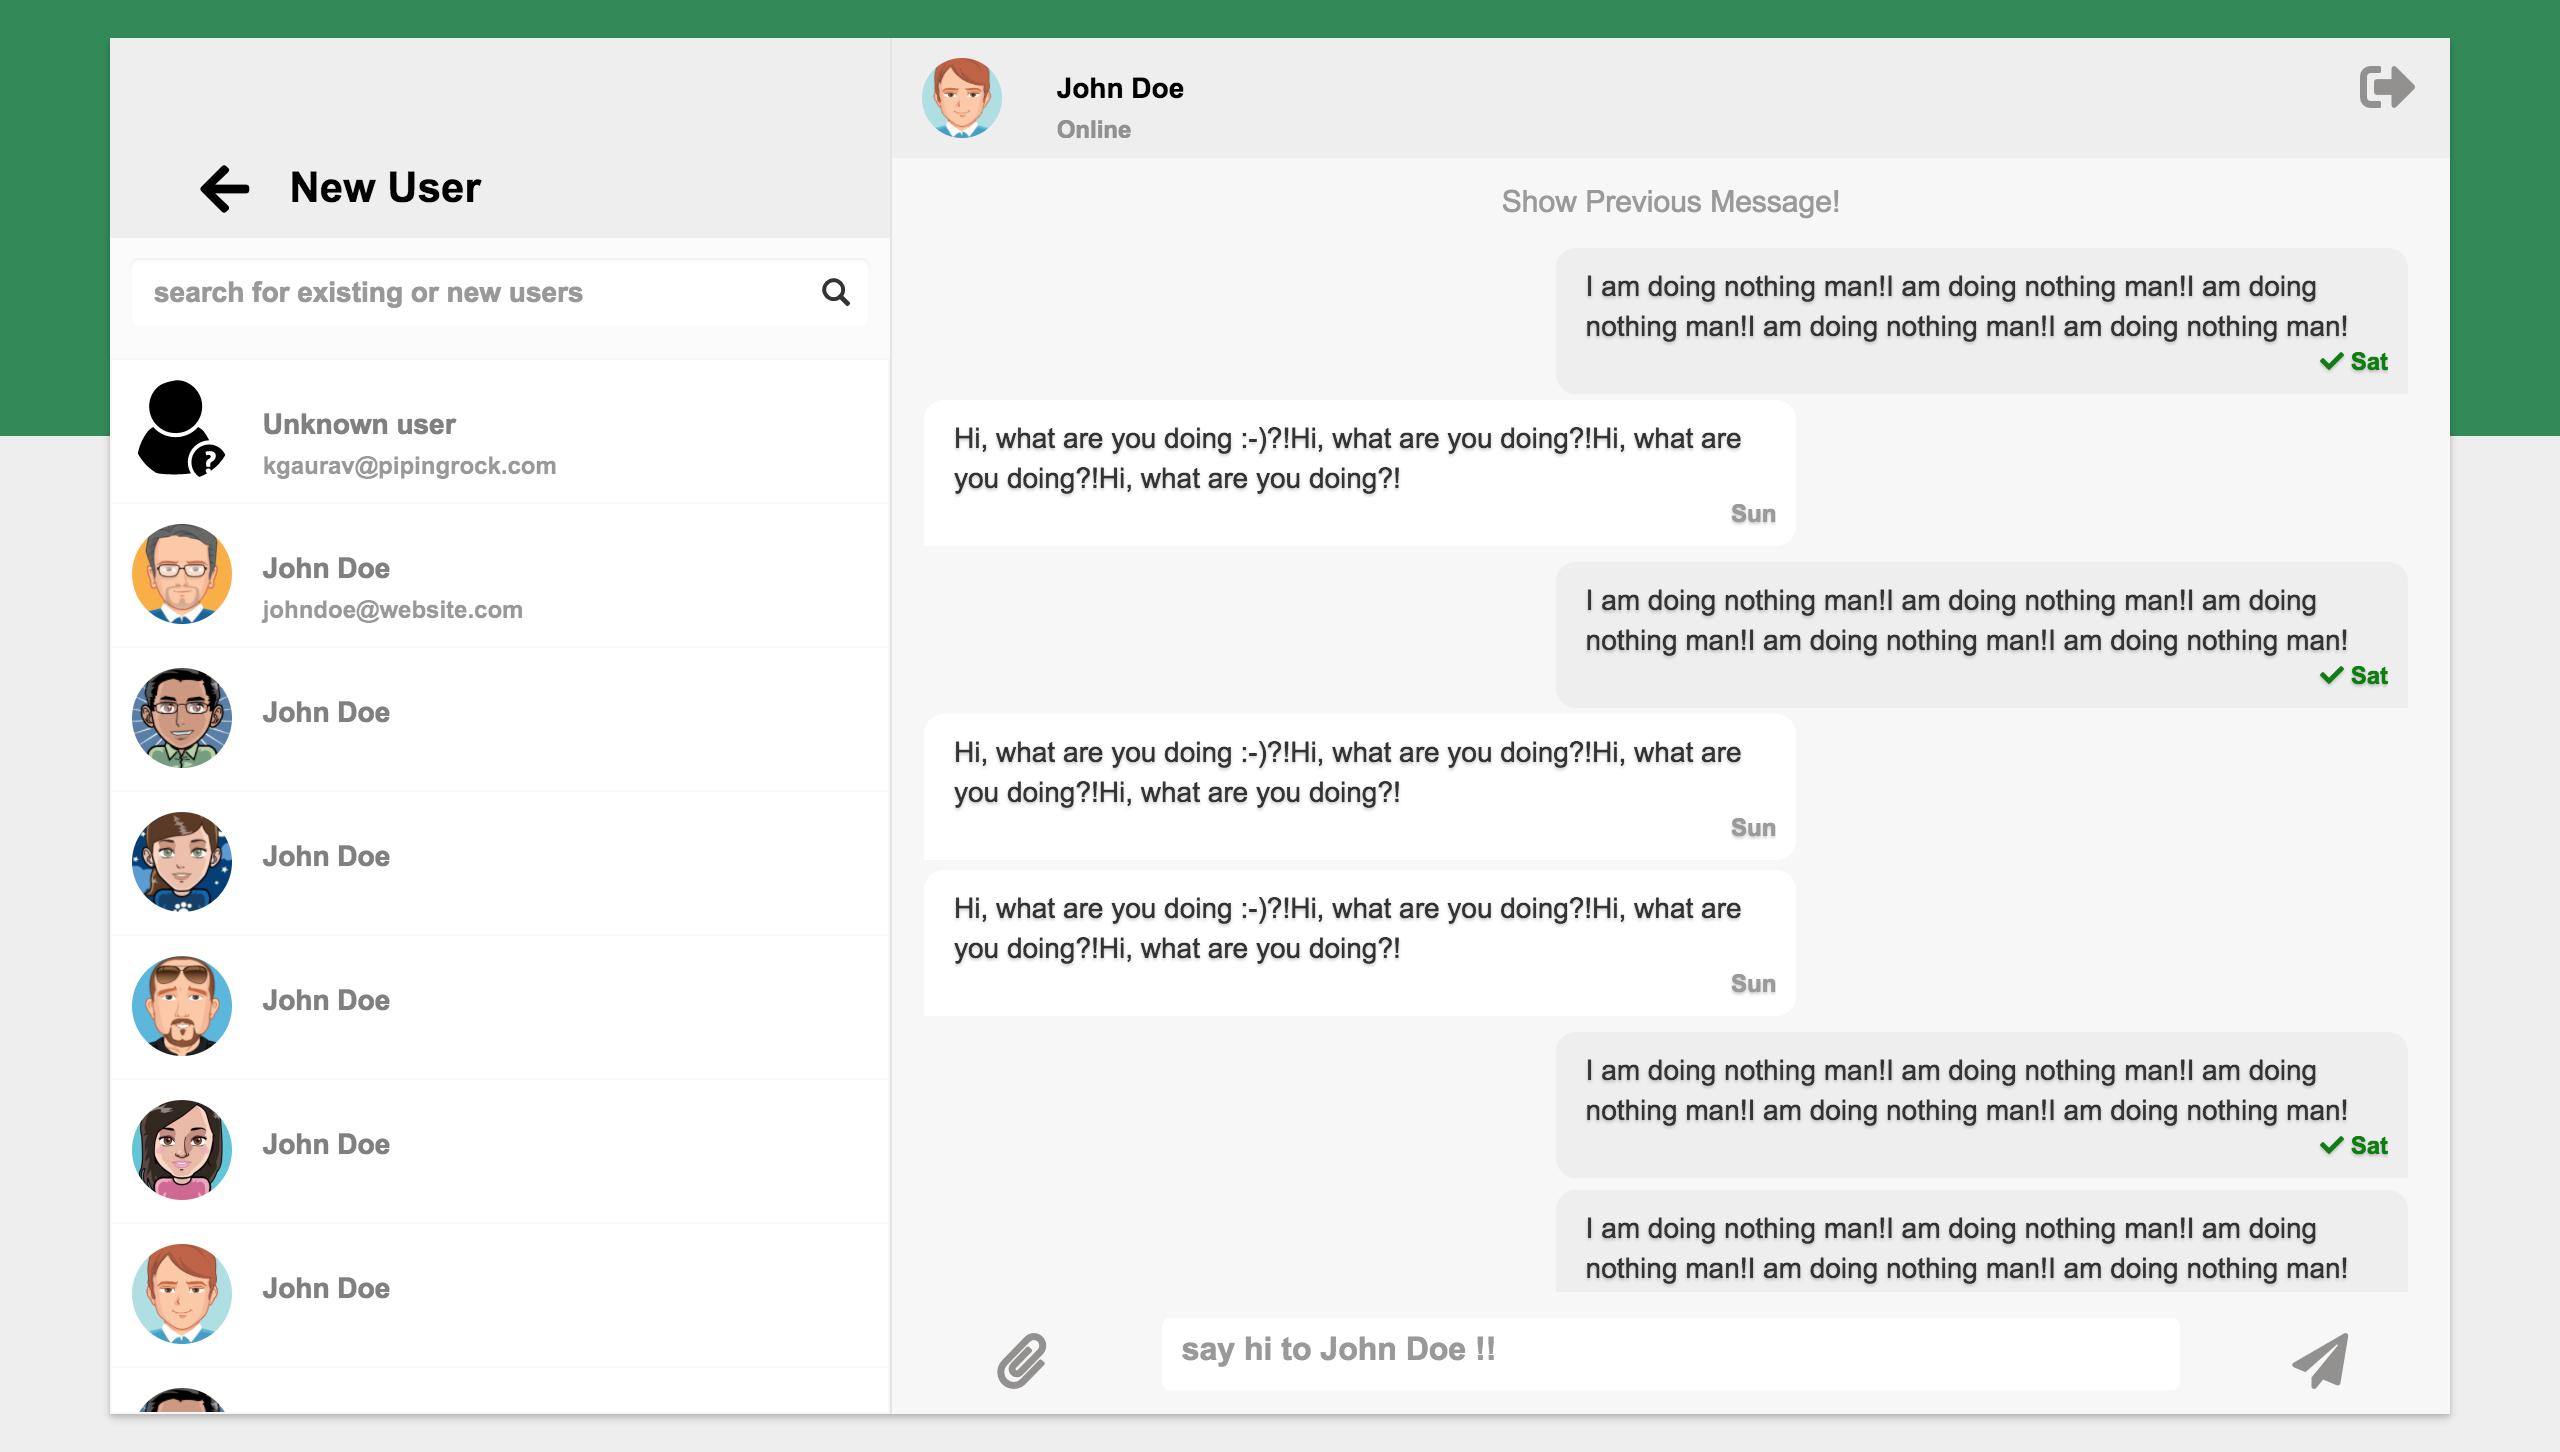 New User
search for existing or new users
Unknown user
kgaurav@pipingrock.com
John Doe
johndoe@website.com
John Doe
John Doe
John Doe
John Doe
John Doe
John Doe
Online
Show Previous Message!
I am doing nothing man!I am doing nothing man!I am doing
nothing man!I am doing nothing man!I am doing nothing man!
Sat
Hi, what are you doing :-)?!Hi, what are you doing?!Hi, what are
you doing?!Hi, what are you doing?!
Sun
I am doing nothing man!I am doing nothing man!I am doing
nothing man!I am doing nothing man!I am doing nothing man!
Sat
Hi, what are you doing :-)?!Hi, what are you doing?!Hi, what are
you doing?!Hi, what are you doing?!
Sun
Hi, what are you doing :-)?!Hi, what are you doing?!Hi, what are
you doing?!Hi, what are you doing?!
Sun
I am doing nothing man!I am doing nothing man!I am doing
nothing man!I am doing nothing man!I am doing nothing man!
Sat
I am doing nothing man!I am doing nothing man!I am doing
nothing man!I am doing nothing man!I am doing nothing man!
say hi to John Doe !!